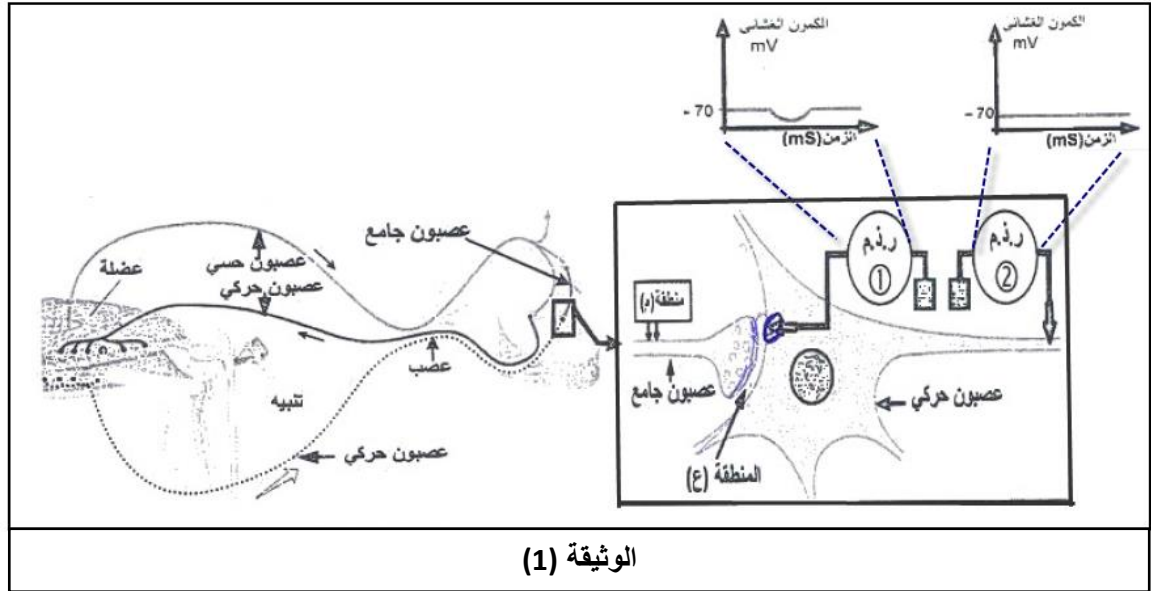 الكمون الغشائي
mV
- 70
الزمن(mS)
الكمون الغشائي
mV
- 70
الزمن(mS)
ر.ذ.م
①
ر.ذ.م
②
عصبون جامع
عصبون حسي
عصبون حركي
عضلة
عصب
تنبيه
عصبون حركي
منطقة (م)
عصبون جامع
عصبون حركي
المنطقة (ع)
الوثيقة (1)